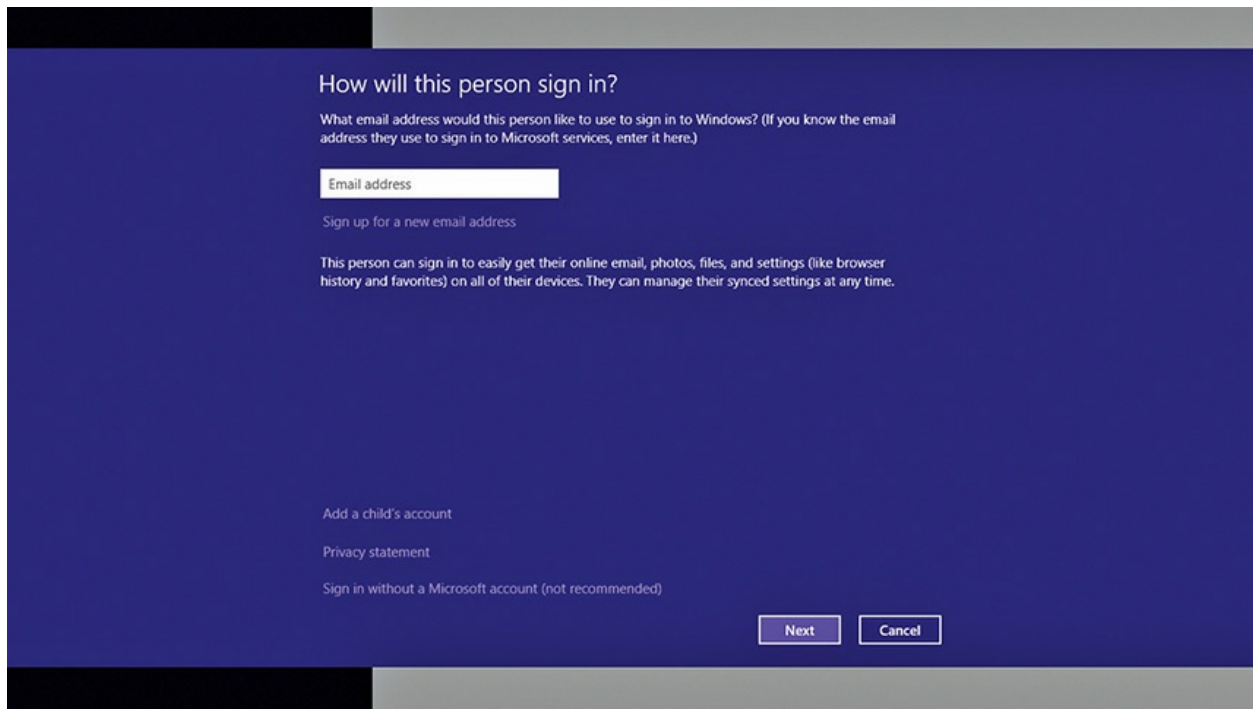 How will this person sign in?
What email address would this person like to use to sign in to Windows? (If you know the email
address they use to sign in to Microsoft services, enter it here.)
Email address
Sign up for a new email address
This person can sign in to easily get their online email, photos, files, and settings (like browser
history and favorites) on all of their devices. They can manage their synced settings at any time.
Add a child's account
Privacy statement
Sign in without a Microsoft account (not recommended)
Next
Cancel